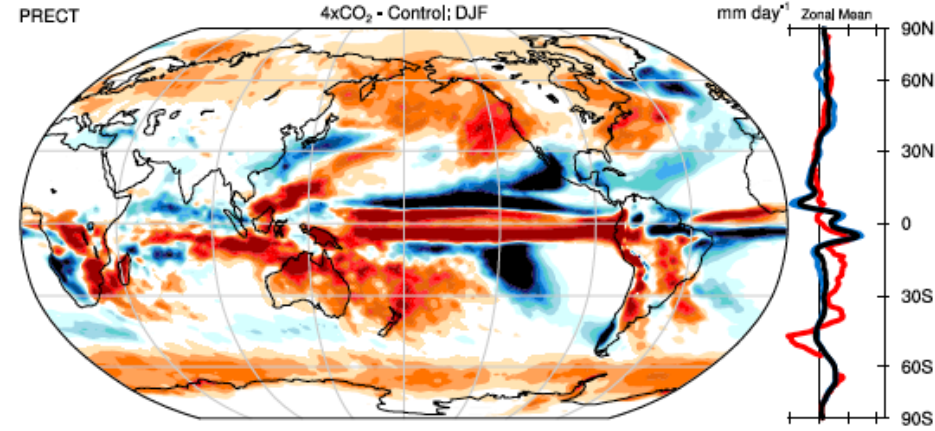 PRECT
4xCO₂ - Control; DJF
mm day⁻¹
Zonal Mean
90N
60N
30N
0
30S
60S
90S